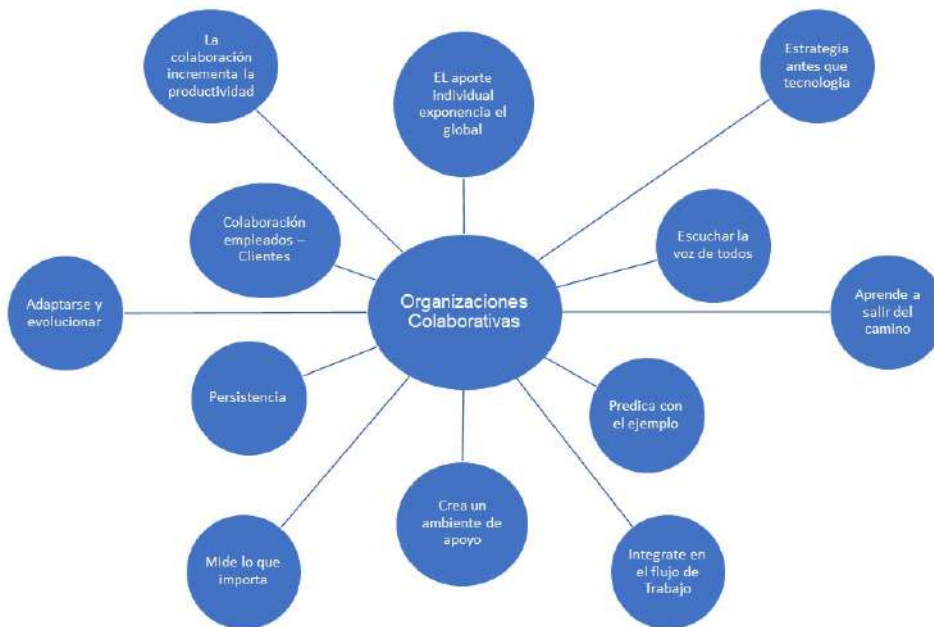 La
colaboración
incrementa la
productividad
EL aporte
individual
exponencia el
global
Estrategia
antes que
tecnologia
Colaboración
empleados –
Clientes
Escuchar la
voz de todos
Adaptarse y
evolucionar
Organizaciones
Colaborativas
Aprende a
salir del
camino
Persistencia
Predica con
el ejemplo
Mide lo que
importa
Crea un
ambiente de
apoyo
Integrate en
el flujo de
Trabajo